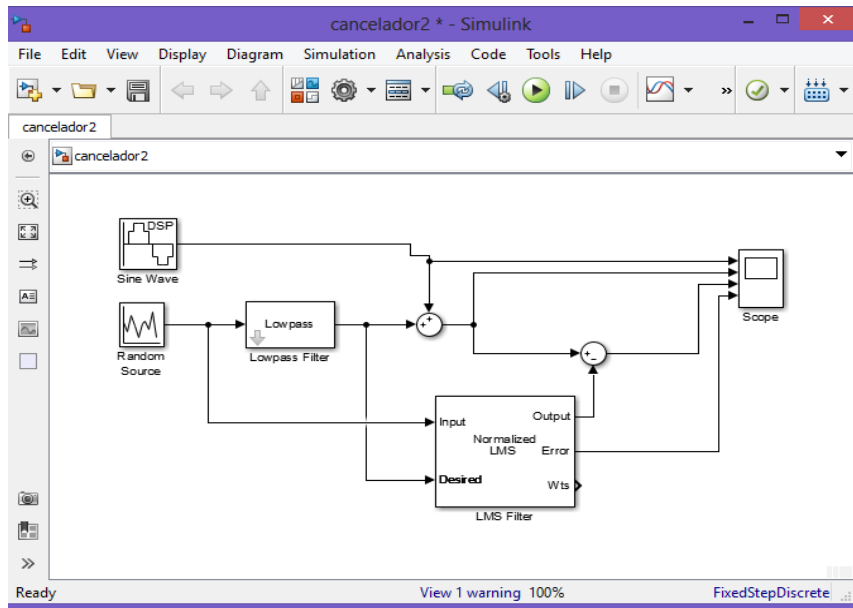 cancelador2 * - Simulink
File Edit View Display Diagram Simulation Analysis Code Tools Help
cancelador2
cancelador2
DSP
Sine Wave
Random
Source
Lowpass
Lowpass Filter
Scope
Input
Output
Normalized
LMS
Error
Desired
Wts
LMS Filter
Ready
View 1 warning 100%
FixedStepDiscrete